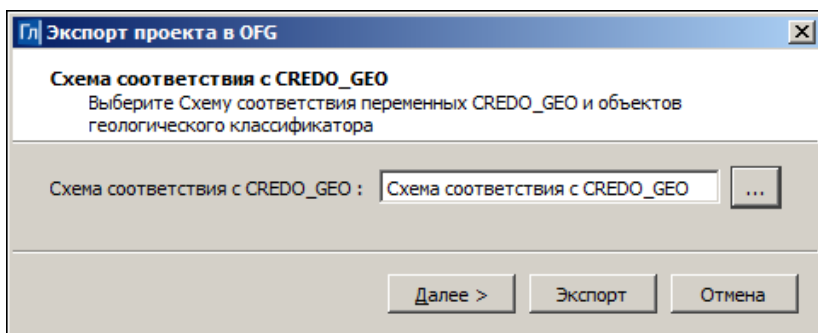 Гл Экспорт проекта в OFG
Схема соответствия с CREDO_GEO
Выберите Схему соответствия переменных CREDO_GEO и объектов
геологического классификатора
Схема соответствия с CREDO_GEO : Схема соответствия с CREDO_GEO ...
Далее > Экспорт Отмена